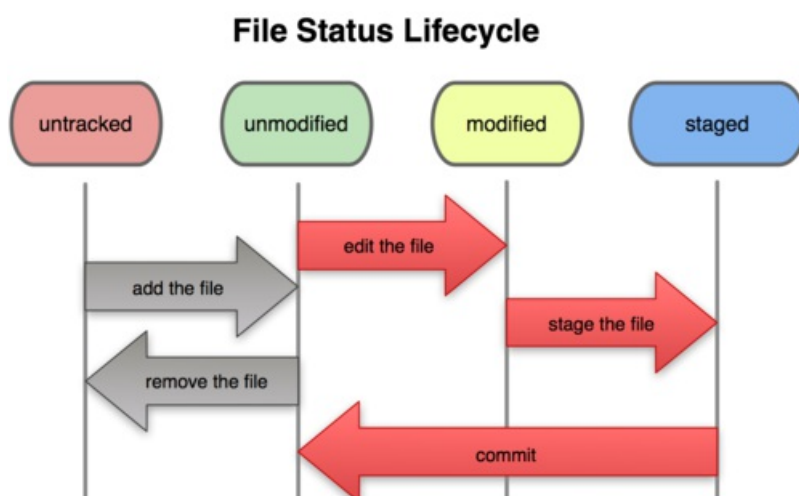 File Status Lifecycle
untracked
unmodified
modified
staged
edit the file
add the file
stage the file
remove the file
commit